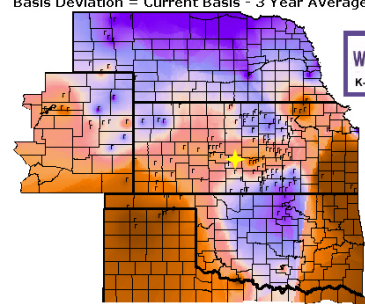 Basis Deviation = Current Basis - 3 Year Average
W
K-